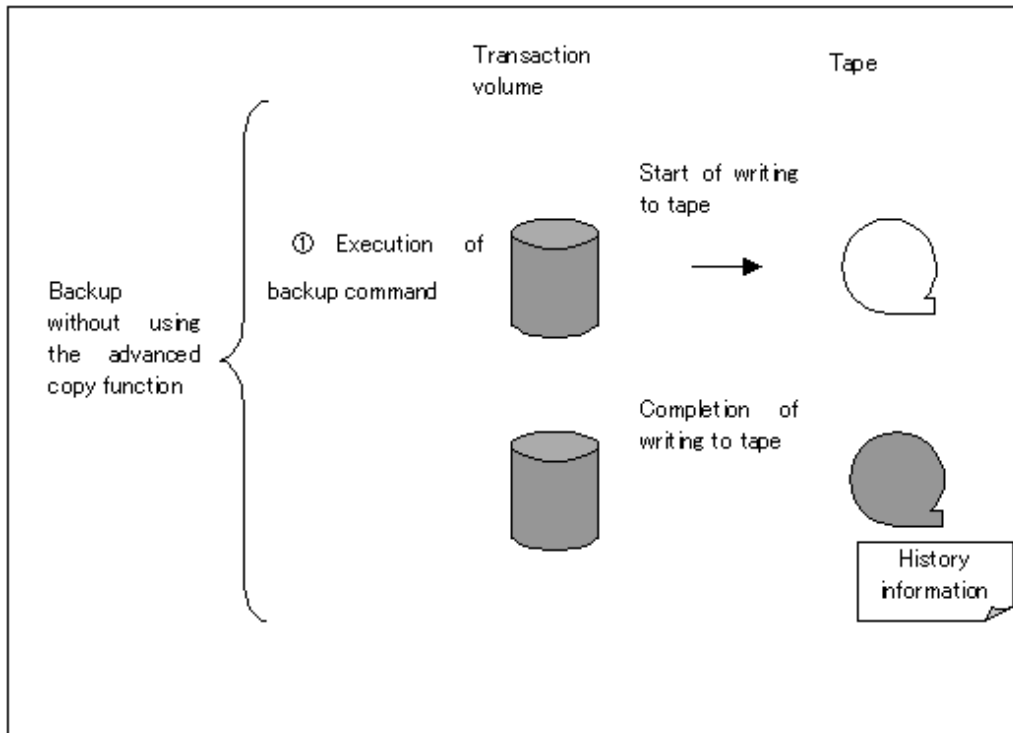 Transaction
volume
Tape
Start of writing
to tape
① Execution of
backup command
Backup
without using
the advanced
copy function
Completion of
writing to tape
History
information